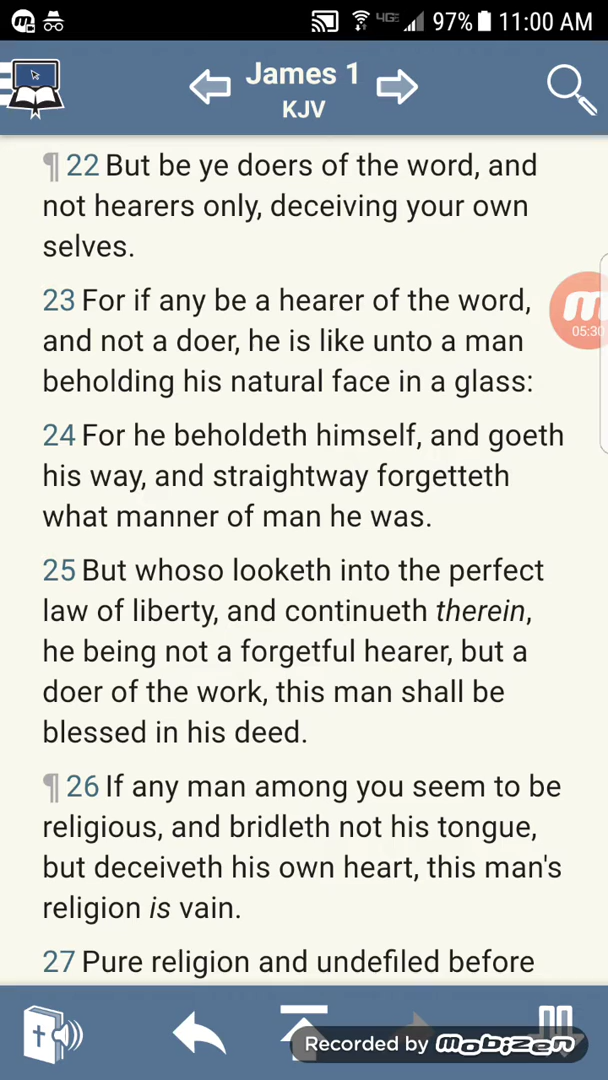 4G 97% 11:00 AM
James 1
KJV
¶ 22 But be ye doers of the word, and
not hearers only, deceiving your own
selves.
23 For if any be a hearer of the word,
and not a doer, he is like unto a man
beholding his natural face in a glass:
24 For he beholdeth himself, and goeth
his way, and straightway forgetteth
what manner of man he was.
25 But whoso looketh into the perfect
law of liberty, and continueth therein,
he being not a forgetful hearer, but a
doer of the work, this man shall be
blessed in his deed.
¶ 26 If any man among you seem to be
religious, and bridleth not his tongue,
but deceiveth his own heart, this man's
religion is vain.
27 Pure religion and undefiled before
05:30
Recorded by mobizen